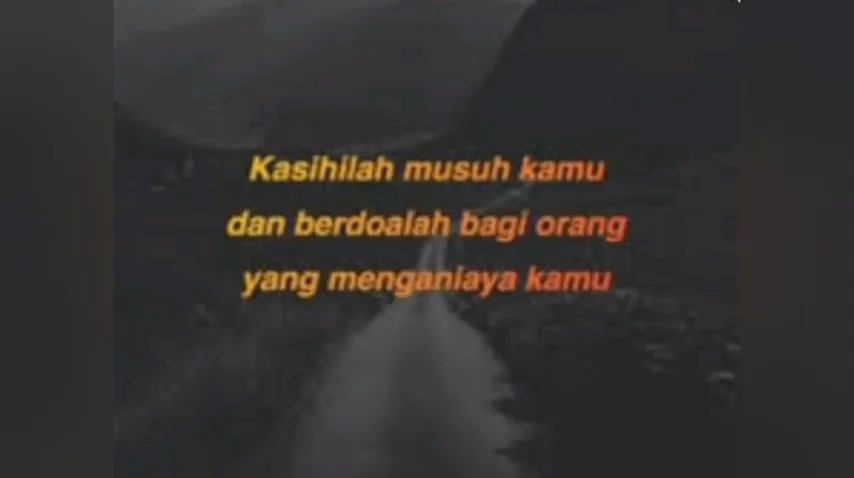 Kasihilah musuh kamu
dan berdoalah bagi orang
yang menganiaya kamu